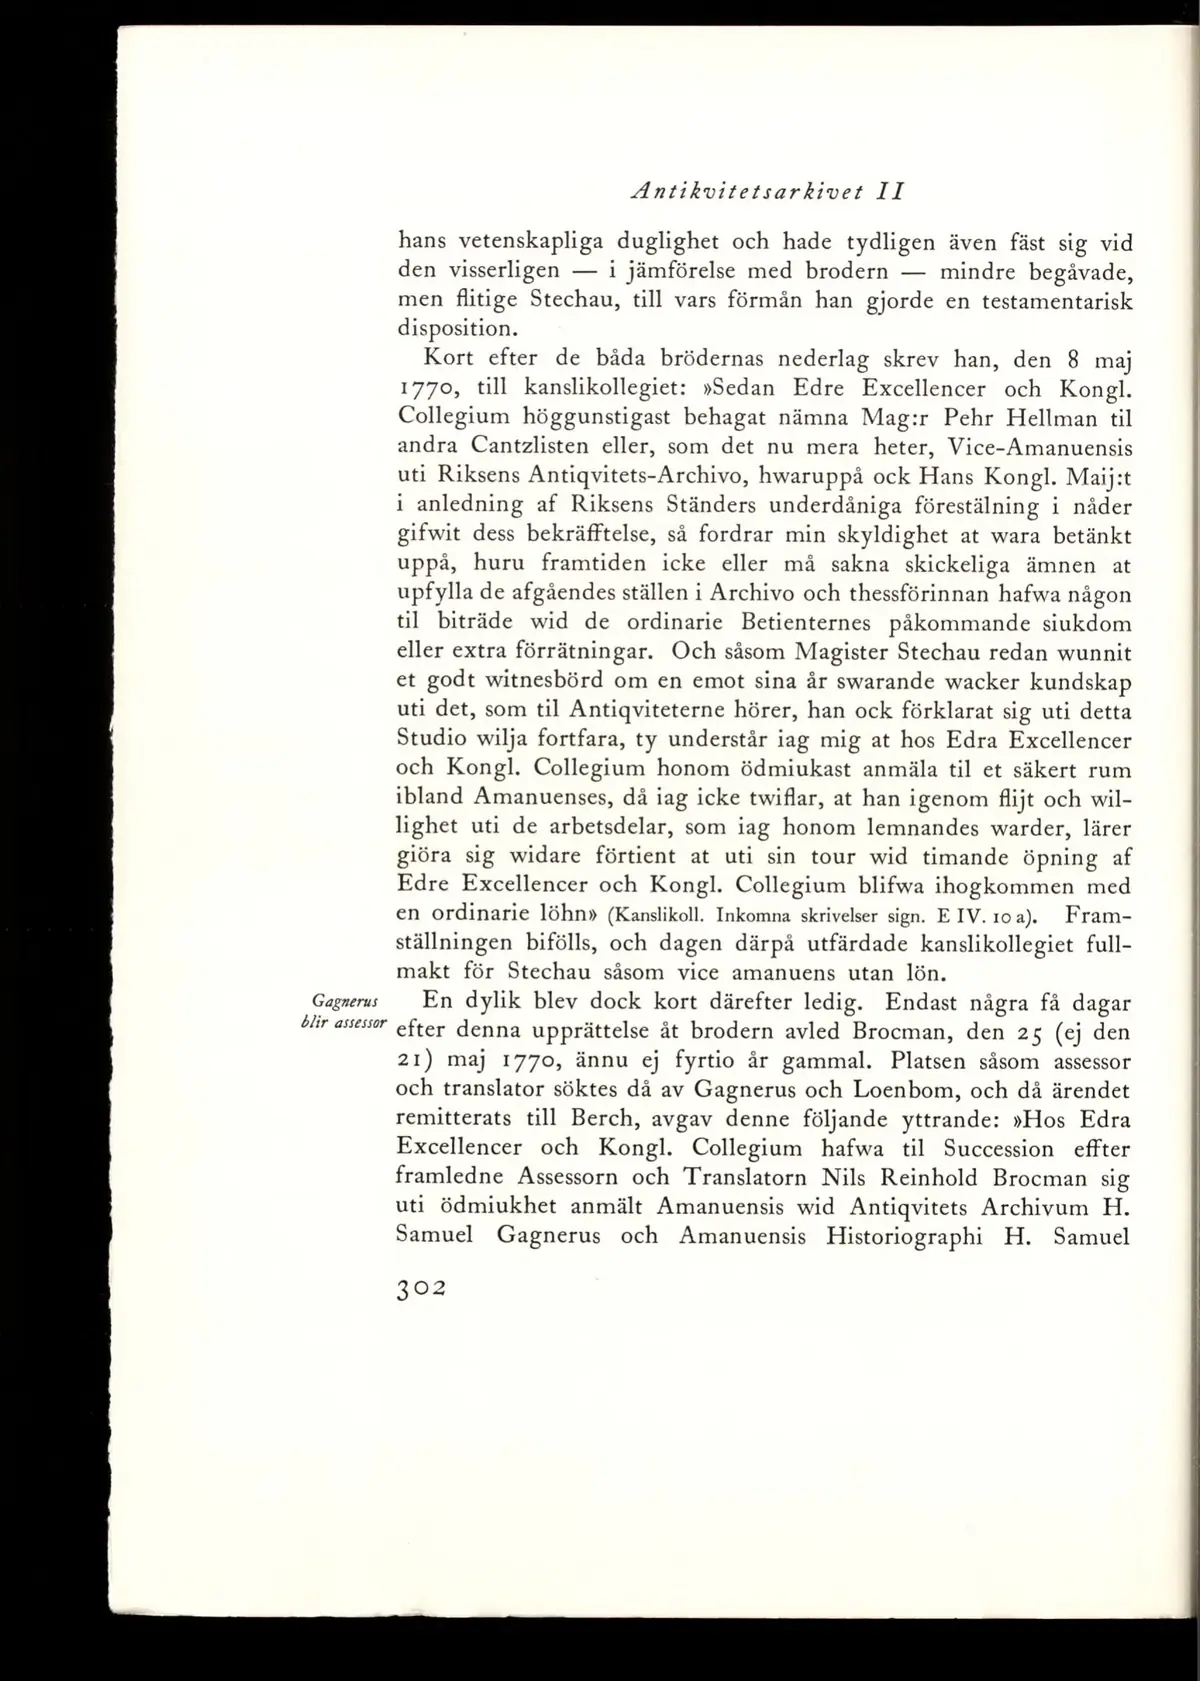 Antikvitetsarkivet II
hans vetenskapliga duglighet och hade tydligen även fäst sig vid
den visserligen — i jämförelse med brodern — mindre begåvade,
men flitige Stechau, till vars förmån han gjorde en testamentarisk
disposition.
Kort efter de båda brödernas nederlag skrev han, den 8 maj
1770, till kanslikollegiet: »Sedan Edre Excellencer och Kongl.
Collegium höggunstigast behagat nämna Mag:r Pehr Hellman til
andra Cantzlisten eller, som det nu mera heter, Vice-Amanuensis
uti Riksens Antiqvitets-Archivo, hwaruppå ock Hans Kongl. Maij:t
i anledning af Riksens Ständers underdåniga förestälning i nåder
gifwit dess bekräfftelse, så fordrar min skyldighet at wara betänkt
uppå, huru framtiden icke eller må sakna skickeliga ämnen at
upfylla de afgåendes ställen i Archivo och thessförinnan hafwa någon
til biträde wid de ordinarie Betienternes påkommande siukdom
eller extra förrätningar. Och såsom Magister Stechau redan wunnit
et godt witnesbörd om en emot sina år swarande wacker kundskap
uti det, som til Antiqviteterne hörer, han ock förklarat sig uti detta
Studio wilja fortfara, ty understår iag mig at hos Edra Excellencer
och Kongl. Collegium honom ödmiukast anmäla til et säkert rum
ibland Amanuenses, då iag icke twiflar, at han igenom flijt och wil-
lighet uti de arbetsdelar, som iag honom lemnandes warder, lärer
giöra sig widare förtient at uti sin tour wid timande öpning af
Edre Excellencer och Kongl. Collegium blifwa ihogkommen med
en ordinarie löhn» (Kanslikoll. Inkomna skrivelser sign. E IV. 10 a). Fram-
ställningen bifölls, och dagen därpå utfärdade kanslikollegiet full-
makt för Stechau såsom vice amanuens utan lön.
Gagnerus
blir assessor
En dylik blev dock kort därefter ledig. Endast några få dagar
efter denna upprättelse åt brodern avled Brocman, den 25 (ej den
21) maj 1770, ännu ej fyrtio år gammal. Platsen såsom assessor
och translator söktes då av Gagnerus och Loenbom, och då ärendet
remitterats till Berch, avgav denne följande yttrande: »Hos Edra
Excellencer och Kongl. Collegium hafwa til Succession effter
framledne Assessorn och Translatorn Nils Reinhold Brocman sig
uti ödmiukhet anmält Amanuensis wid Antiqvitets Archivum H.
Samuel Gagnerus och Amanuensis Historiographi H. Samuel
302